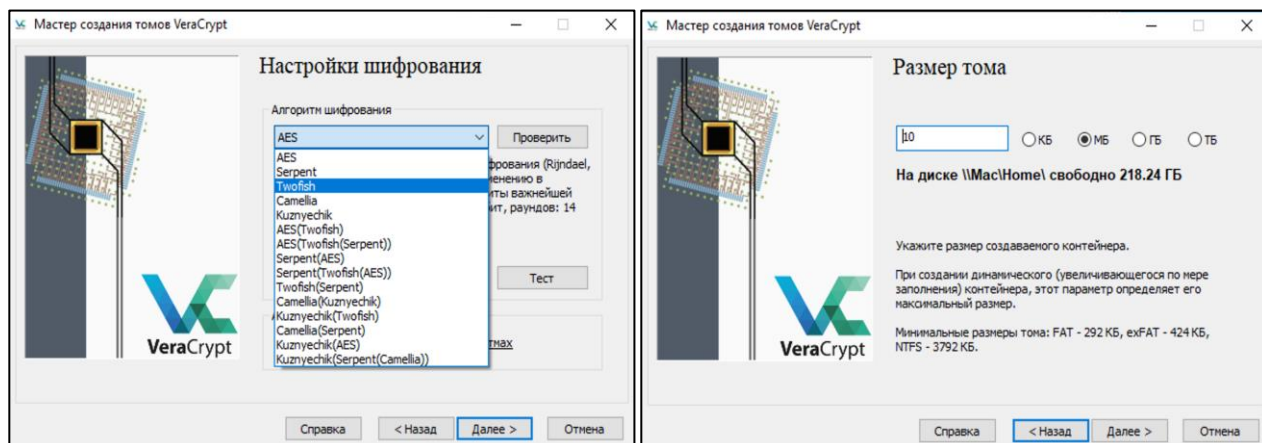 Мастер создания томов VeraCrypt
Настройки шифрования
Алгоритм шифрования
AES
Проверить
AES
Serpent
Twofish
Camellia
Kuznyechik
AES(Twofish)
AES(Twofish(Serpent))
Serpent(AES)
Serpent(Twofish(AES))
Twofish(Serpent)
Camellia(Kuznyechik)
Kuznyechik(Twofish)
Camellia(Serpent)
Kuznyechik(AES)
Kuznyechik(Serpent(Camellia))
(Rijndael,
важнейшей
раундов: 14
Тест
VeraCrypt
Справка
< Назад
Далее >
Отмена
Мастер создания томов VeraCrypt
Размер тома
10
КБ МБ ГБ ТБ
На диске \\Mac\Home\ свободно 218.24 ГБ
Укажите размер создаваемого контейнера.
При создании динамического (увеличивающегося по мере
заполнения) контейнера, этот параметр определяет его
максимальный размер.
Минимальные размеры тома: FAT - 292 КБ, exFAT - 424 КБ,
NTFS - 3792 КБ.
VeraCrypt
Справка
< Назад
Далее >
Отмена